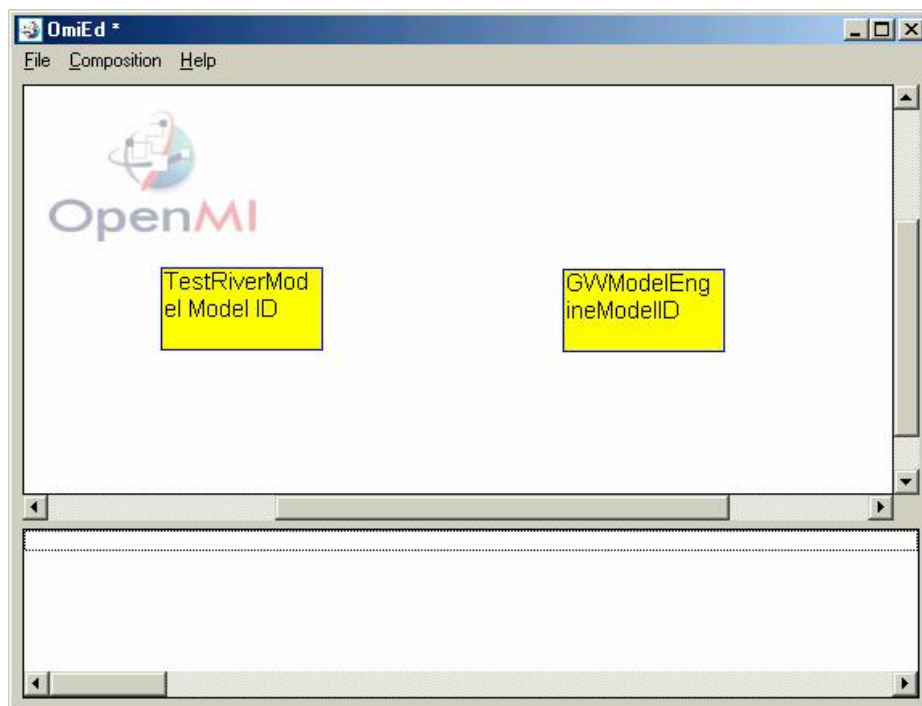 OmiEd *
File Composition Help
OpenMI
TestRiverMod
el Model ID
GWModelEng
ineModelID